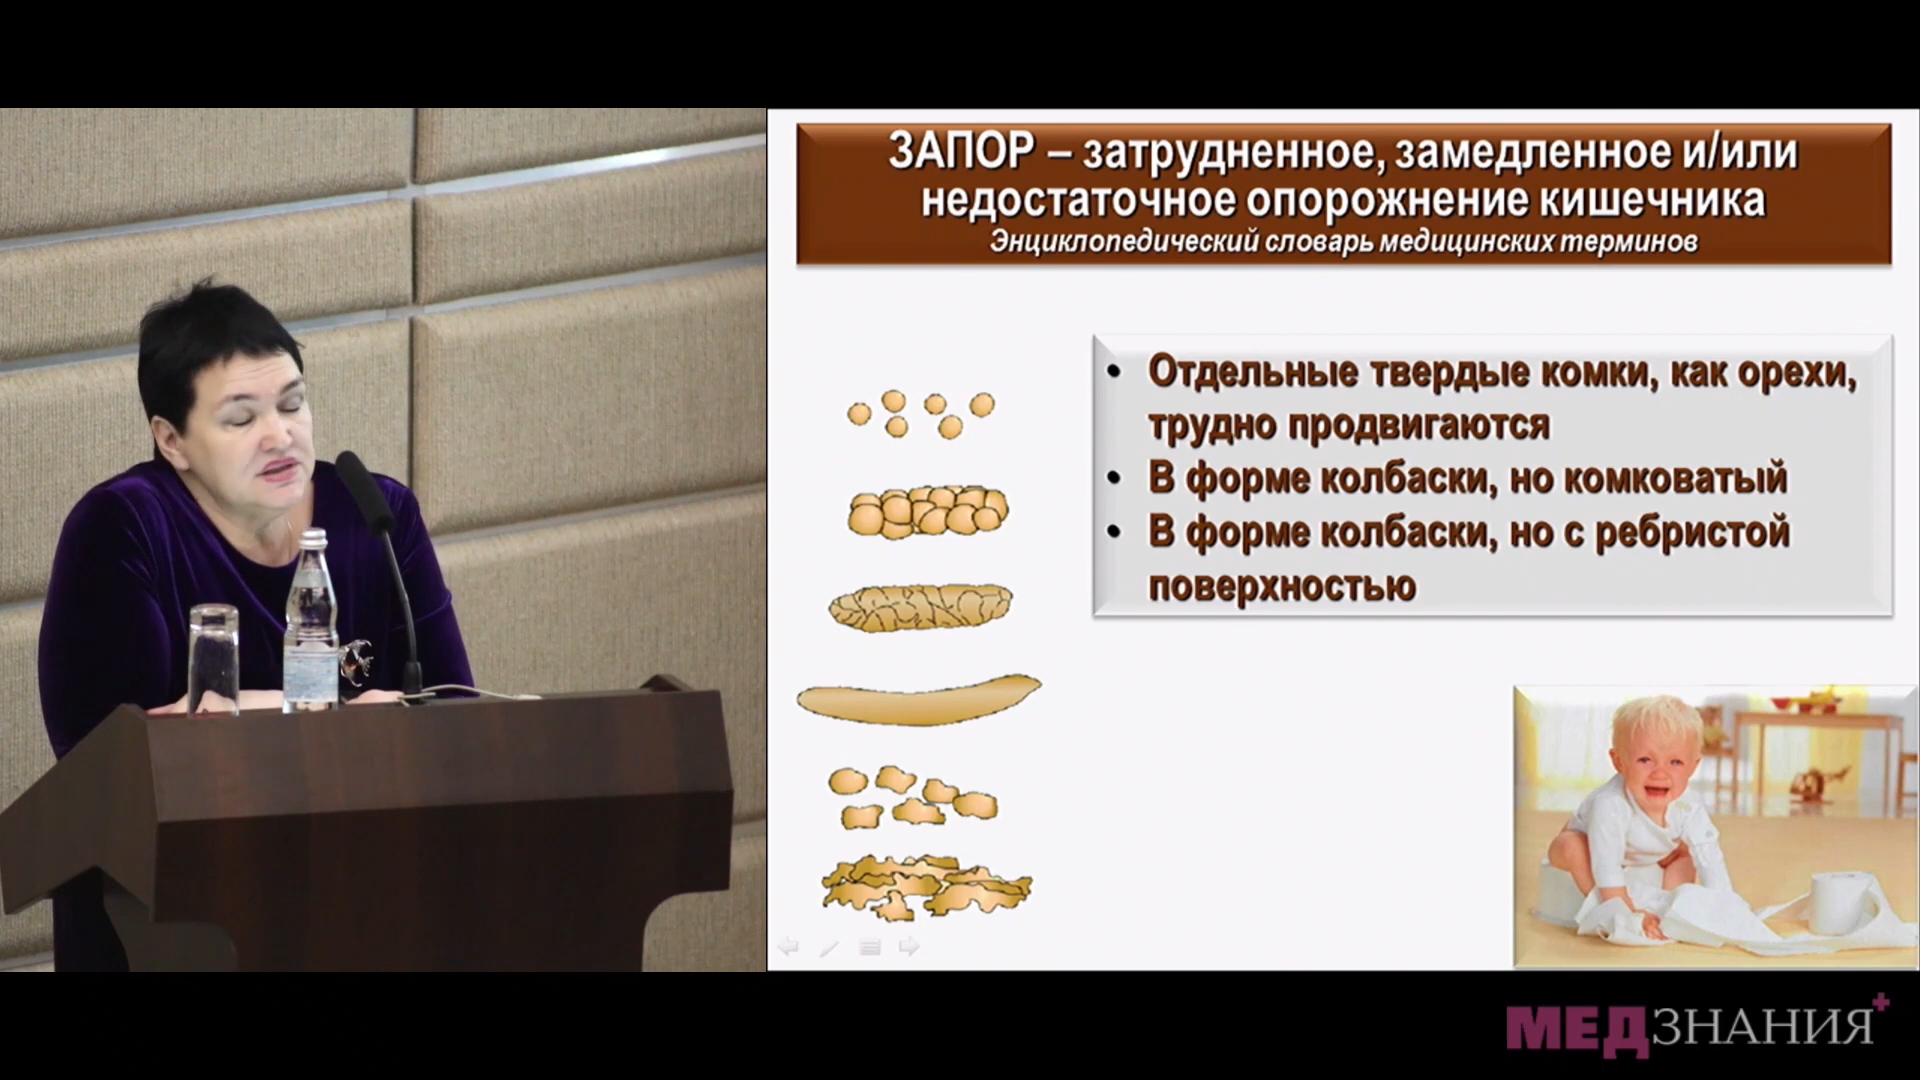 ЗАПОР – затрудненное, замедленное и/или
недостаточное опорожнение кишечника
Энциклопедический словарь медицинских терминов
• Отдельные твердые комки, как орехи,
трудно продвигаются
• В форме колбаски, но комковатый
• В форме колбаски, но с ребристой
поверхностью
МЕДЗНАНИЯ+